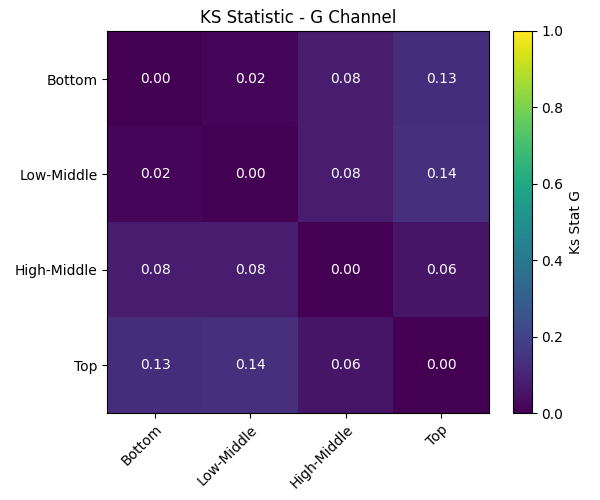 KS Statistic - G Channel
Bottom 0.00 0.02 0.08 0.13
Low-Middle 0.02 0.00 0.08 0.14
High-Middle 0.08 0.08 0.00 0.06
Top 0.13 0.14 0.06 0.00
Bottom Low-Middle High-Middle Top
1.0
0.8
0.6
0.4
0.2
0.0
Ks Stat G